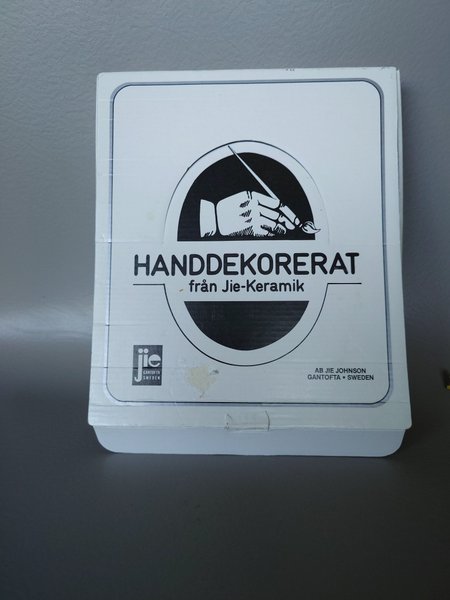 HANDDEKORERAT
från Jie-Keramik
jie
GANTOFTA
SWEDEN
AB JIE JOHNSON
GANTOFTA • SWEDEN